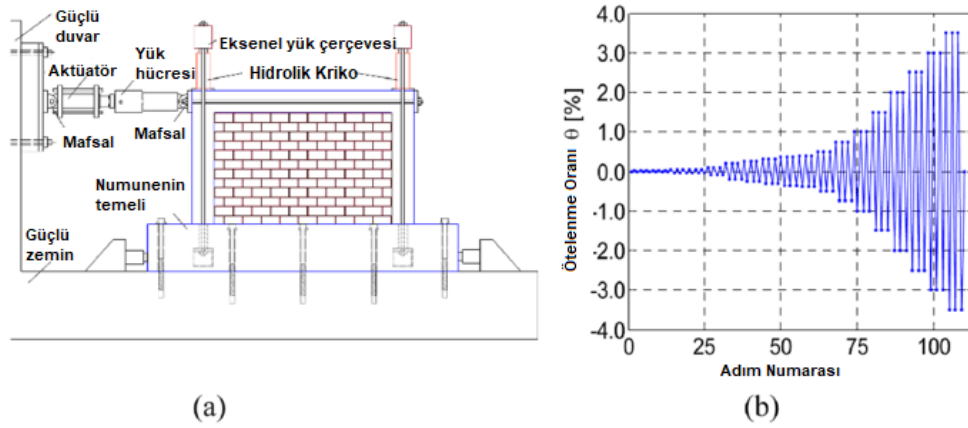 Güçlü
duvar
Aktüatör
Yük
hücresi
Eksenel yük çerçevesi
Hidrolik Kriko
Mafsal
Mafsal
Numunenin
temeli
Güçlü
zemin
(a)
Ötelenme Oranı θ [%]
4.0
3.0
2.0
1.0
0.0
-1.0
-2.0
-3.0
-4.0
0 25 50 75 100
Adım Numarası
(b)